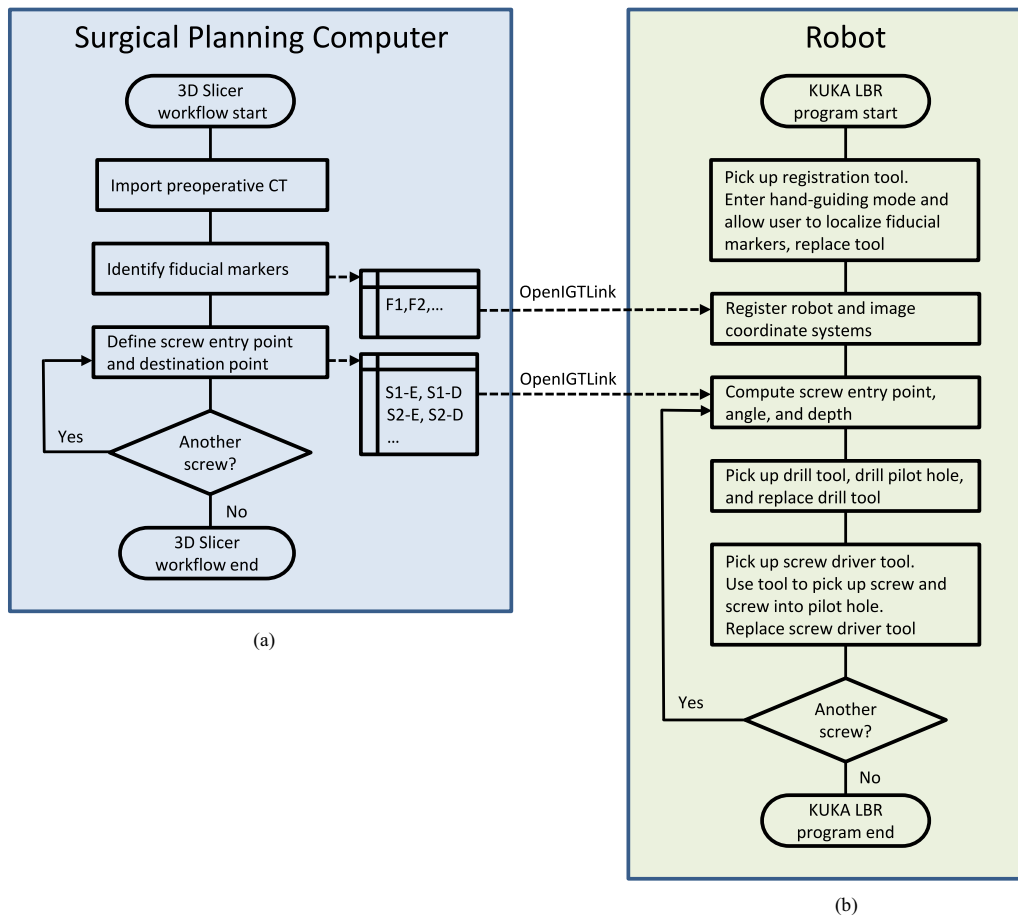 Surgical Planning Computer
3D Slicer
workflow start
Import preoperative CT
Identify fiducial markers
F1,F2,...
Define screw entry point
and destination point
S1-E, S1-D
S2-E, S2-D
...
Yes
Another
screw?
No
3D Slicer
workflow end
(a)
OpenIGTLink
OpenIGTLink
Robot
KUKA LBR
program start
Pick up registration tool.
Enter hand-guiding mode and
allow user to localize fiducial
markers, replace tool
Register robot and image
coordinate systems
Compute screw entry point,
angle, and depth
Pick up drill tool, drill pilot hole,
and replace drill tool
Pick up screw driver tool.
Use tool to pick up screw and
screw into pilot hole.
Replace screw driver tool
Yes
Another
screw?
No
KUKA LBR
program end
(b)